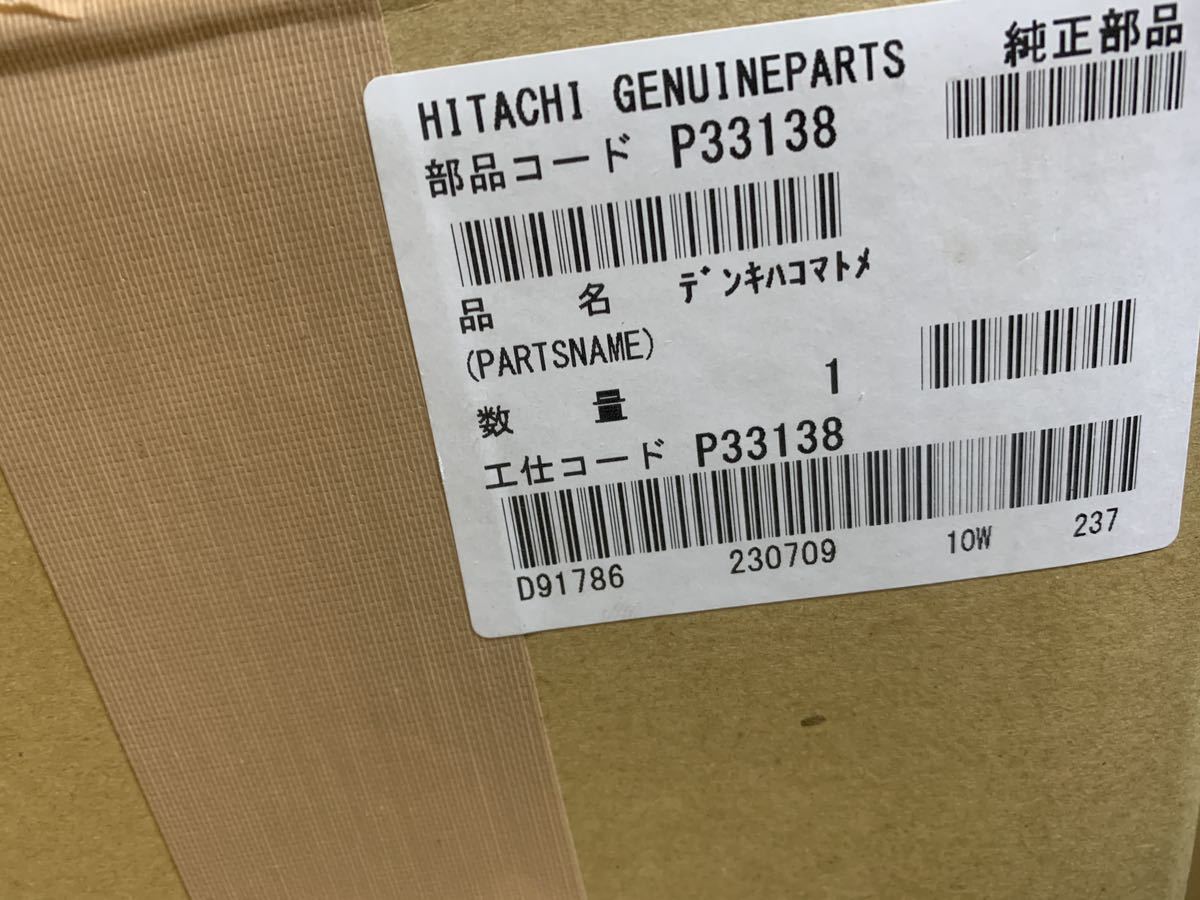 純正部品
HITACHI GENUINEPARTS
部品コード P33138
品 名 ﾃﾞﾝｷﾊｺﾏﾄﾒ
(PARTSNAME)
数 量 1
工仕コード P33138
D91786 230709 10W 237